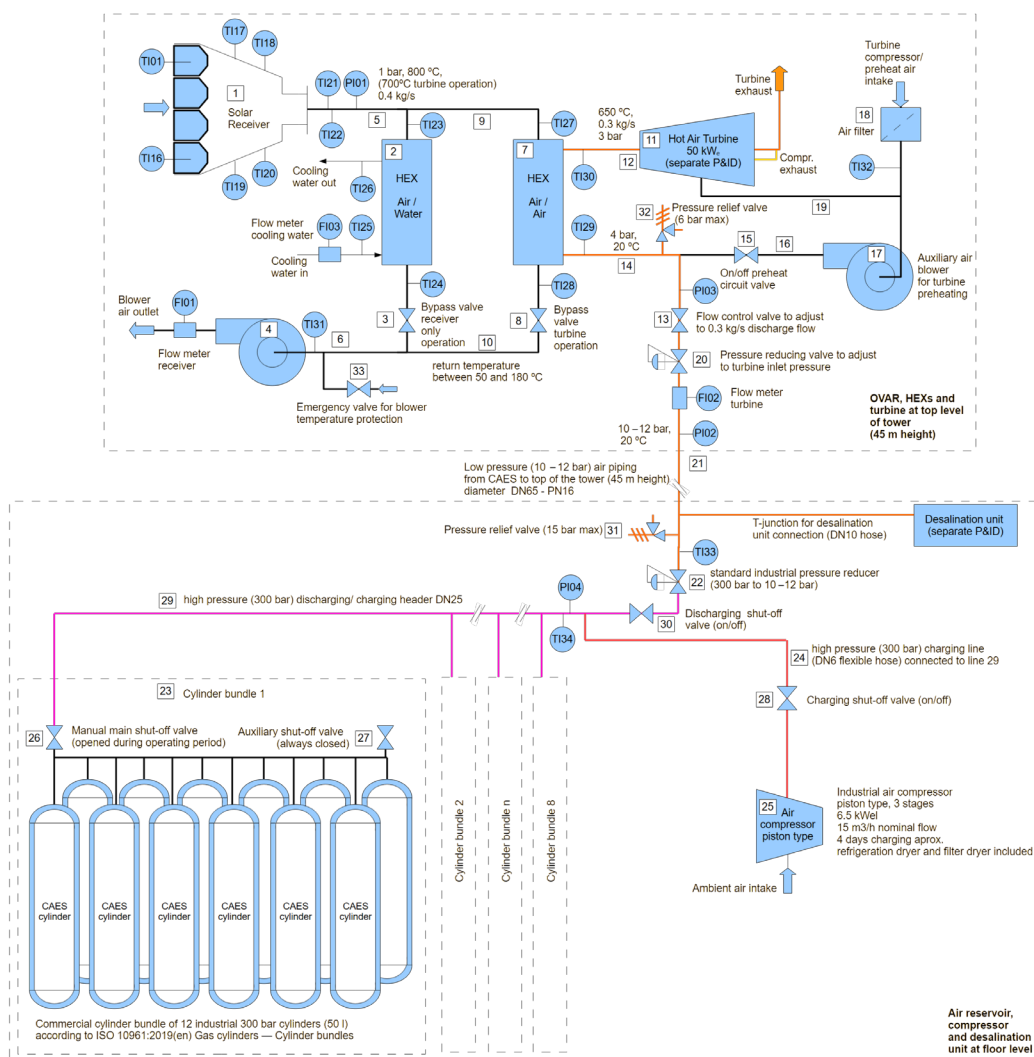 TI17
TI18
TI01
TI21
PI01
1 bar, 800 ºC,
(700ºC turbine operation)
0.4 kg/s
1
Solar
Receiver
5
TI22
TI23
9
TI27
TI16
TI19
TI20
2
HEX
Air /
Water
Cooling
water out
TI26
Flow meter
cooling water
FI03
TI25
Cooling
water in
TI24
7
HEX
Air /
Air
650 ºC,
0.3 kg/s
3 bar
12
TI30
11
Hot Air Turbine
50 kWe
(separate P&ID)
Turbine
exhaust
Compr.
exhaust
Turbine
compressor/
preheat air
intake
18
Air filter
TI32
19
32
Pressure relief valve
(6 bar max)
TI29
4 bar,
20 ºC
14
15
16
On/off preheat
circuit valve
17
Auxiliary air
blower
for turbine
preheating
TI28
PI03
Blower
air outlet
FI01
Flow meter
receiver
4
TI31
6
3
Bypass valve
receiver
only
operation
10
8
Bypass
valve
turbine
operation
return temperature
between 50 and 180 ºC
33
Emergency valve for blower
temperature protection
13
Flow control valve to adjust
to 0.3 kg/s discharge flow
20
Pressure reducing valve to adjust
to turbine inlet pressure
FI02
Flow meter
turbine
10 – 12 bar,
20 ºC
PI02
OVAR, HEXs and
turbine at top level
of tower
(45 m height)
21
Low pressure (10 – 12 bar) air piping
from CAES to top of the tower (45 m height)
diameter DN65 - PN16
Pressure relief valve (15 bar max)
31
T-junction for desalination
unit connection (DN10 hose)
Desalination unit
(separate P&ID)
TI33
22
standard industrial pressure reducer
(300 bar to 10–12 bar)
29
high pressure (300 bar) discharging/ charging header DN25
PI04
TI34
30
Discharging shut-off
valve (on/off)
24
high pressure (300 bar) charging line
(DN6 flexible hose) connected to line 29
28
Charging shut-off valve (on/off)
23
Cylinder bundle 1
26
Manual main shut-off valve
(opened during operating period)
Auxiliary shut-off valve
(always closed)
27
Cylinder bundle 2
Cylinder bundle n
Cylinder bundle 8
25
Air
compressor
piston type
Industrial air compressor
piston type, 3 stages
6.5 kWel
15 m3/h nominal flow
4 days charging aprox.
refrigeration dryer and filter dryer included
Ambient air intake
CAES
cylinder
CAES
cylinder
CAES
cylinder
CAES
cylinder
CAES
cylinder
CAES
cylinder
Commercial cylinder bundle of 12 industrial 300 bar cylinders (50 l)
according to ISO 10961:2019(en) Gas cylinders — Cylinder bundles
Air reservoir,
compressor
and desalination
unit at floor level